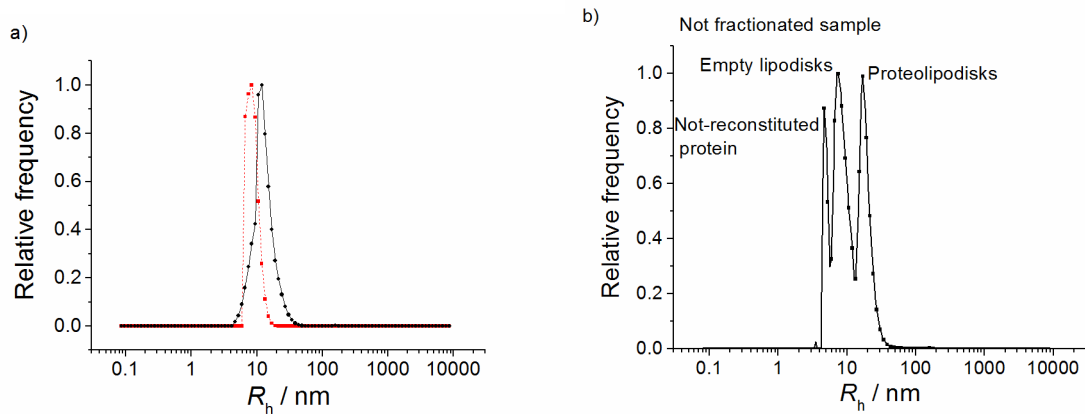 a)
Relative frequency
1.0
0.8
0.6
0.4
0.2
0.0
0.1 1 10 100 1000 10000
Rh / nm
b)
Not fractionated sample
Empty lipodisks
Proteolipodisks
Not-reconstituted
protein
Relative frequency
1.0
0.8
0.6
0.4
0.2
0.0
0.1 1 10 100 1000 10000
Rh / nm